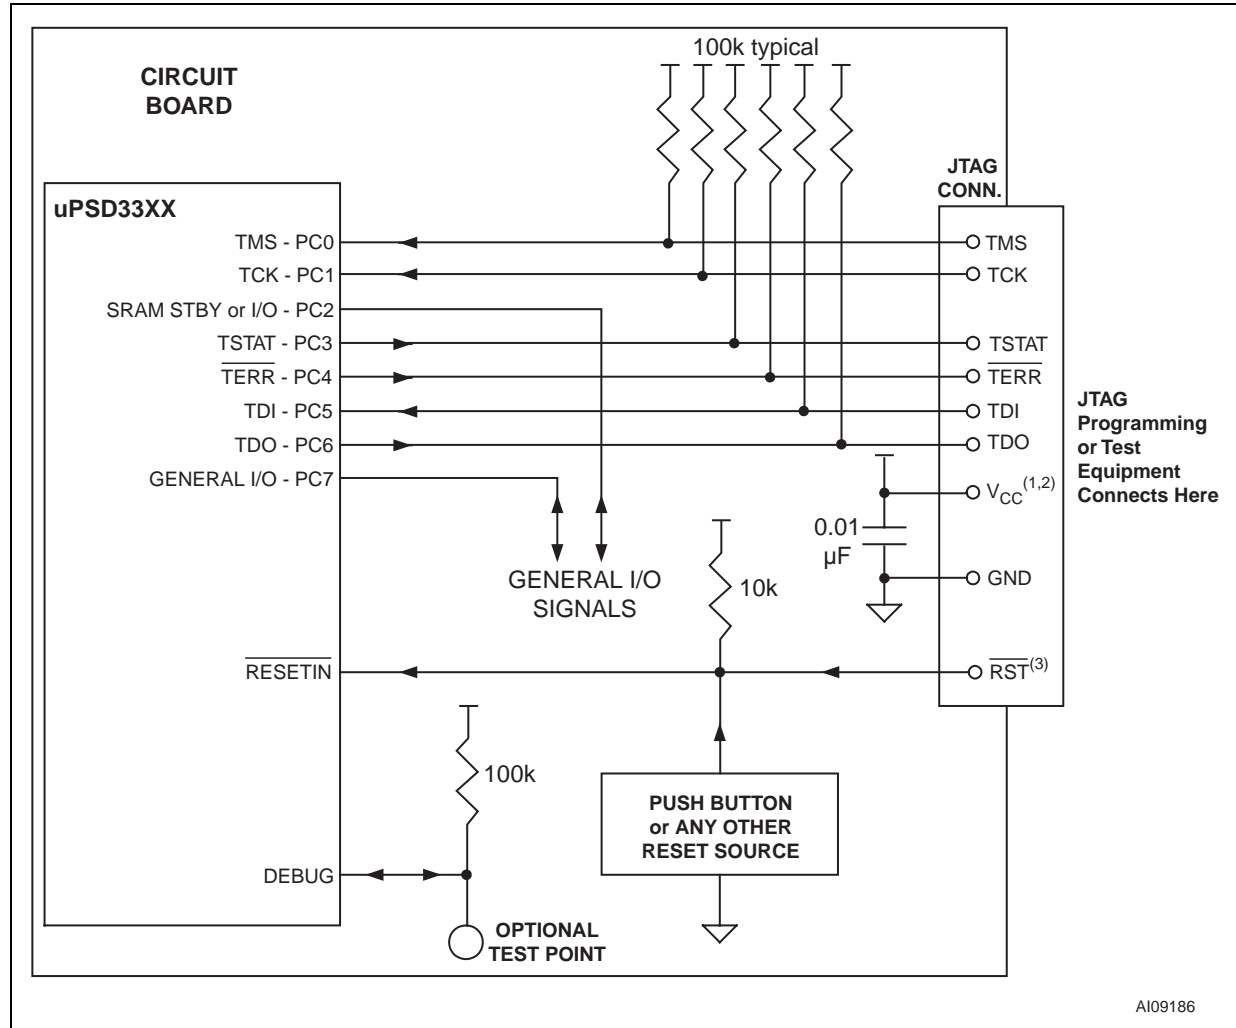 100k typical
CIRCUIT
BOARD
JTAG
CONN.
uPSD33XX
TMS - PC0
TMS
TCK - PC1
TCK
SRAM STBY or I/O - PC2
TSTAT - PC3
TSTAT
TERR - PC4
TERR
TDI - PC5
TDI
TDO - PC6
TDO
GENERAL I/O - PC7
VCC(1,2)
JTAG
Programming
or Test
Equipment
Connects Here
0.01
µF
GENERAL I/O
SIGNALS
10k
GND
RESETIN
RST(3)
100k
PUSH BUTTON
or ANY OTHER
RESET SOURCE
DEBUG
OPTIONAL
TEST POINT
AI09186